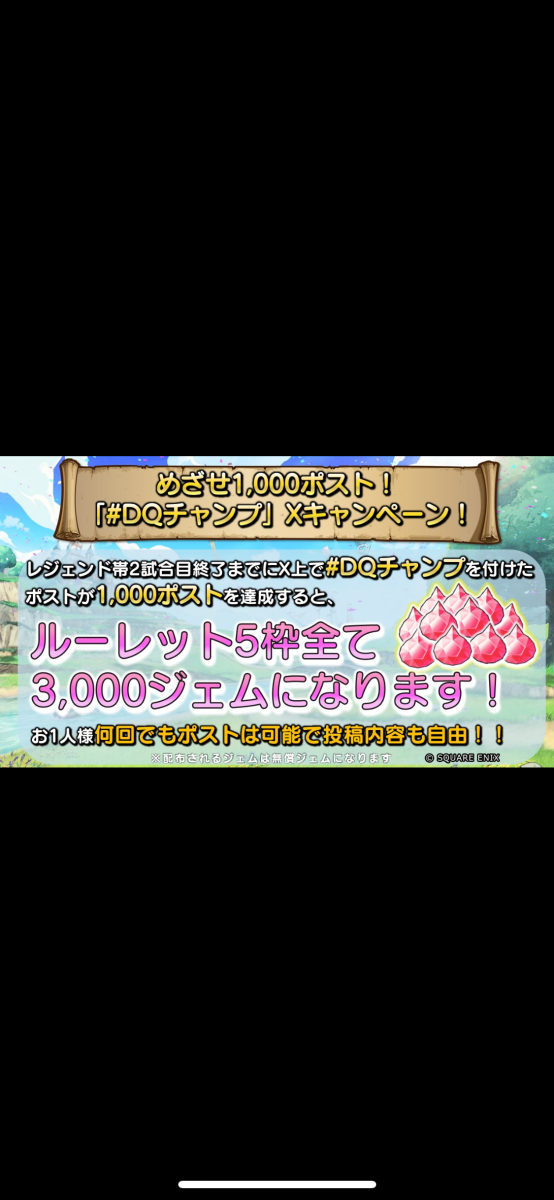 めざせ1,000ポスト！
「#DQチャンプ」Xキャンペーン！
レジェンド帯2試合目終了までにX上で#DQチャンプを付けた
ポストが1,000ポストを達成すると、
ルーレット5枠全て
3,000ジェムになります！
お1人様何回でもポストは可能で投稿内容も自由！！
※配布されるジェムは無償ジェムになります
© SQUARE ENIX